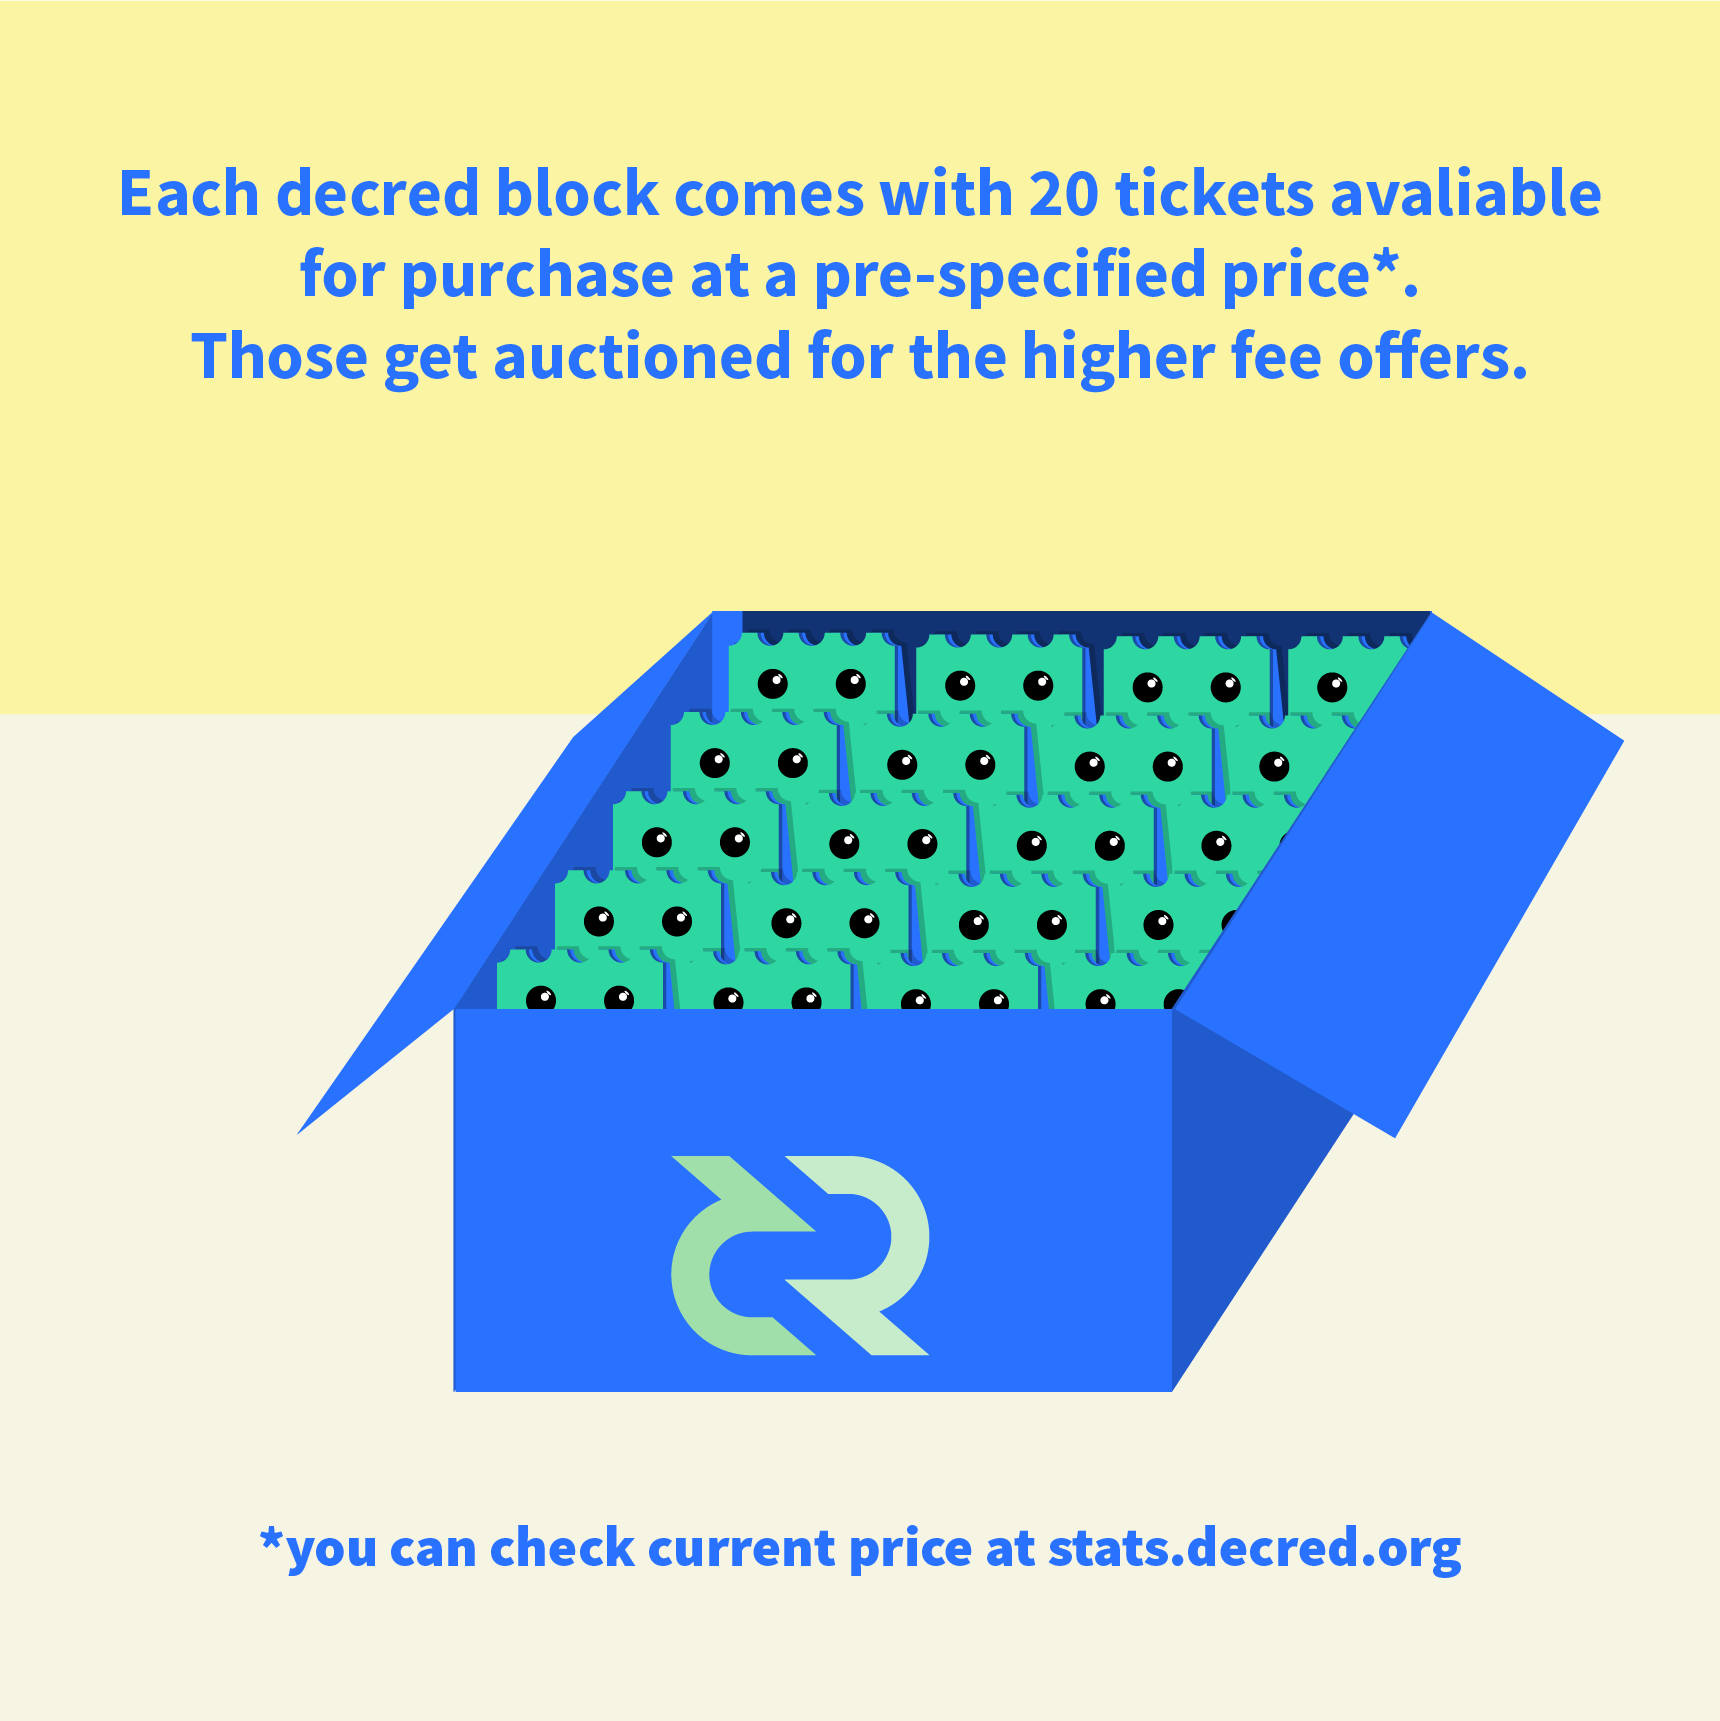 Each decred block comes with 20 tickets avaliable
for purchase at a pre-specified price*.
Those get auctioned for the higher fee offers.
*you can check current price at stats.decred.org